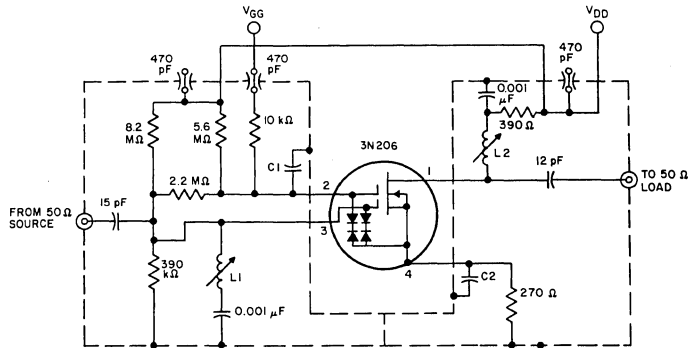 VGG
VDD
470 pF
470 pF
470 pF
8.2 MΩ
5.6 MΩ
10 kΩ
0.001 µF
390 Ω
C1
3N206
L2
2.2 MΩ
1
2
12 pF
TO 50 Ω LOAD
15 pF
FROM 50 Ω SOURCE
3
390 kΩ
L1
4
C2
270 Ω
0.001 µF